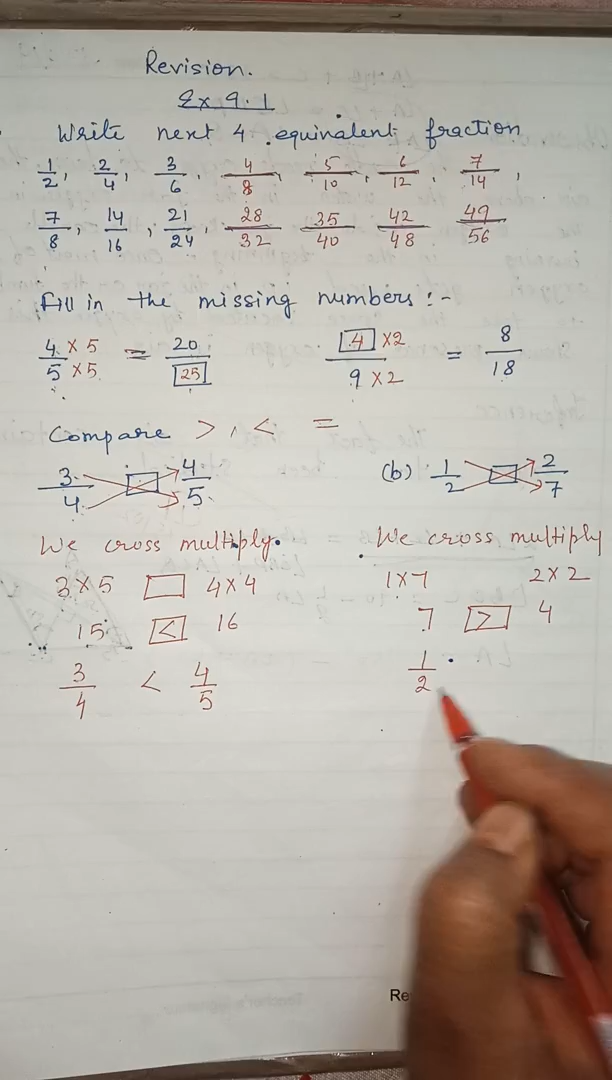 Revision.
Ex 9.1
Write next 4 equivalent fraction
1/2, 2/4, 3/6, 4/8, 5/10, 6/12, 7/14,
7/8, 14/16, 21/24, 28/32 35/40 42/48 49/56
Fill in the missing numbers :-
4/5 ×5/×5 = 20/25 4/9 ×2/×2 = 8/18
Compare >, < =
3/4 □ 4/5 (b) 1/2 □ 2/7
We cross multiply. We cross multiply
3×5 □ 4×4 1×7 2×2
15 < 16 7 > 4
3/4 < 4/5 1/2
Re